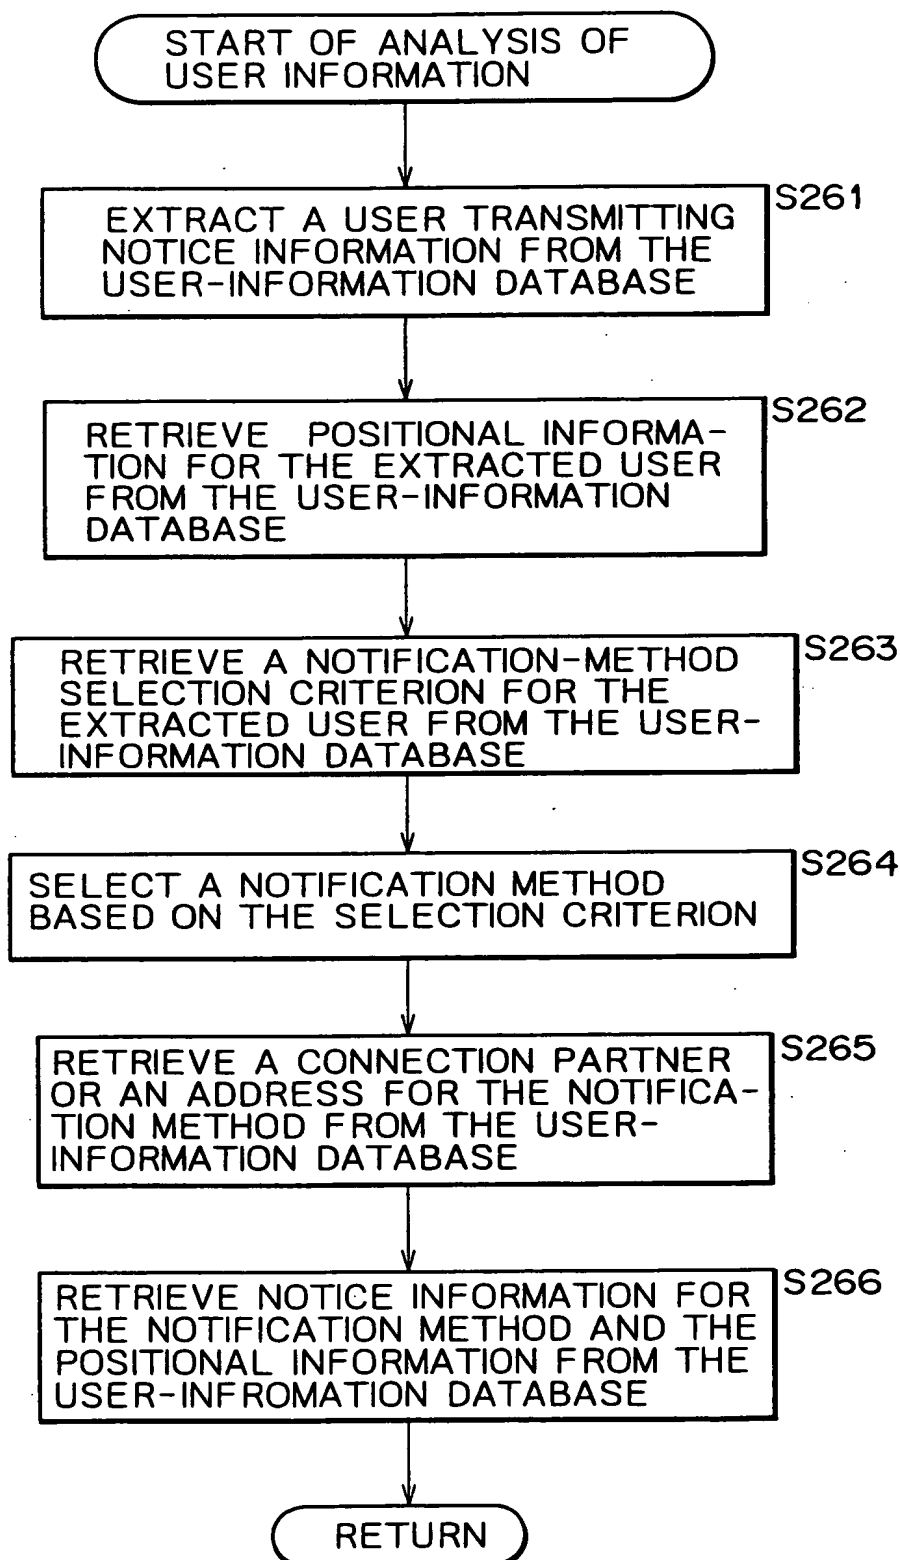 START OF ANALYSIS OF
USER INFORMATION
S261
EXTRACT A USER TRANSMITTING
NOTICE INFORMATION FROM THE
USER-INFORMATION DATABASE
S262
RETRIEVE POSITIONAL INFORMA-
TION FOR THE EXTRACTED USER
FROM THE USER-INFORMATION
DATABASE
S263
RETRIEVE A NOTIFICATION-METHOD
SELECTION CRITERION FOR THE
EXTRACTED USER FROM THE USER-
INFORMATION DATABASE
S264
SELECT A NOTIFICATION METHOD
BASED ON THE SELECTION CRITERION
S265
RETRIEVE A CONNECTION PARTNER
OR AN ADDRESS FOR THE NOTIFICA-
TION METHOD FROM THE USER-
INFORMATION DATABASE
S266
RETRIEVE NOTICE INFORMATION FOR
THE NOTIFICATION METHOD AND THE
POSITIONAL INFORMATION FROM THE
USER-INFROMATION DATABASE
RETURN